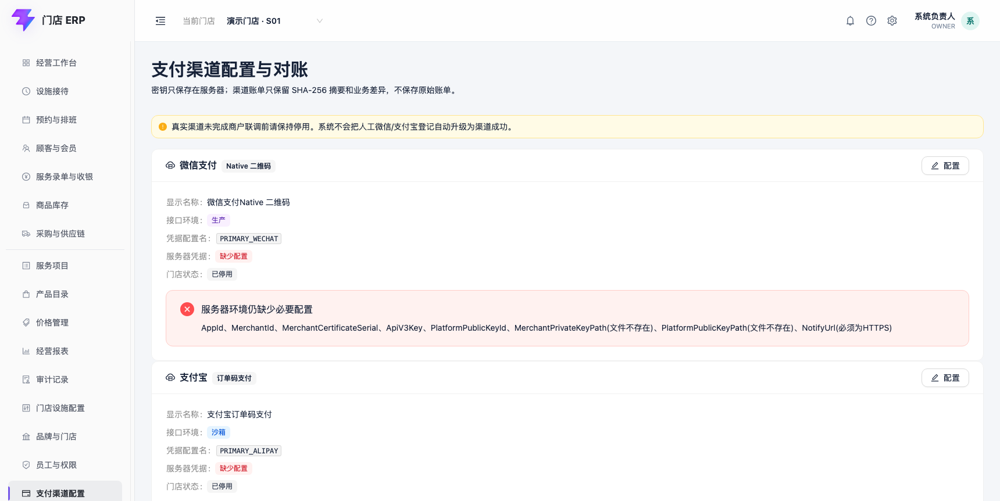 门店 ERP
当前门店 演示门店 · S01
系统负责人
OWNER
系
经营工作台
设施接待
预约与排班
顾客与会员
服务录单与收银
商品库存
采购与供应链
服务项目
产品目录
价格管理
经营报表
审计记录
门店设施配置
品牌与门店
员工与权限
支付渠道配置
支付渠道配置与对账
密钥只保存在服务器；渠道账单只保留 SHA-256 摘要和业务差异，不保存原始账单。
真实渠道未完成商户联调前请保持停用。系统不会把人工微信/支付宝登记自动升级为渠道成功。
微信支付 Native 二维码 配置
显示名称： 微信支付Native 二维码
接口环境： 生产
凭据配置名： PRIMARY_WECHAT
服务器凭据： 缺少配置
门店状态： 已停用
服务器环境仍缺少必要配置
AppId、MerchantId、MerchantCertificateSerial、ApiV3Key、PlatformPublicKeyId、MerchantPrivateKeyPath(文件不存在)、PlatformPublicKeyPath(文件不存在)、NotifyUrl(必须为HTTPS)
支付宝 订单码支付 配置
显示名称： 支付宝订单码支付
接口环境： 沙箱
凭据配置名： PRIMARY_ALIPAY
服务器凭据： 缺少配置
门店状态： 已停用